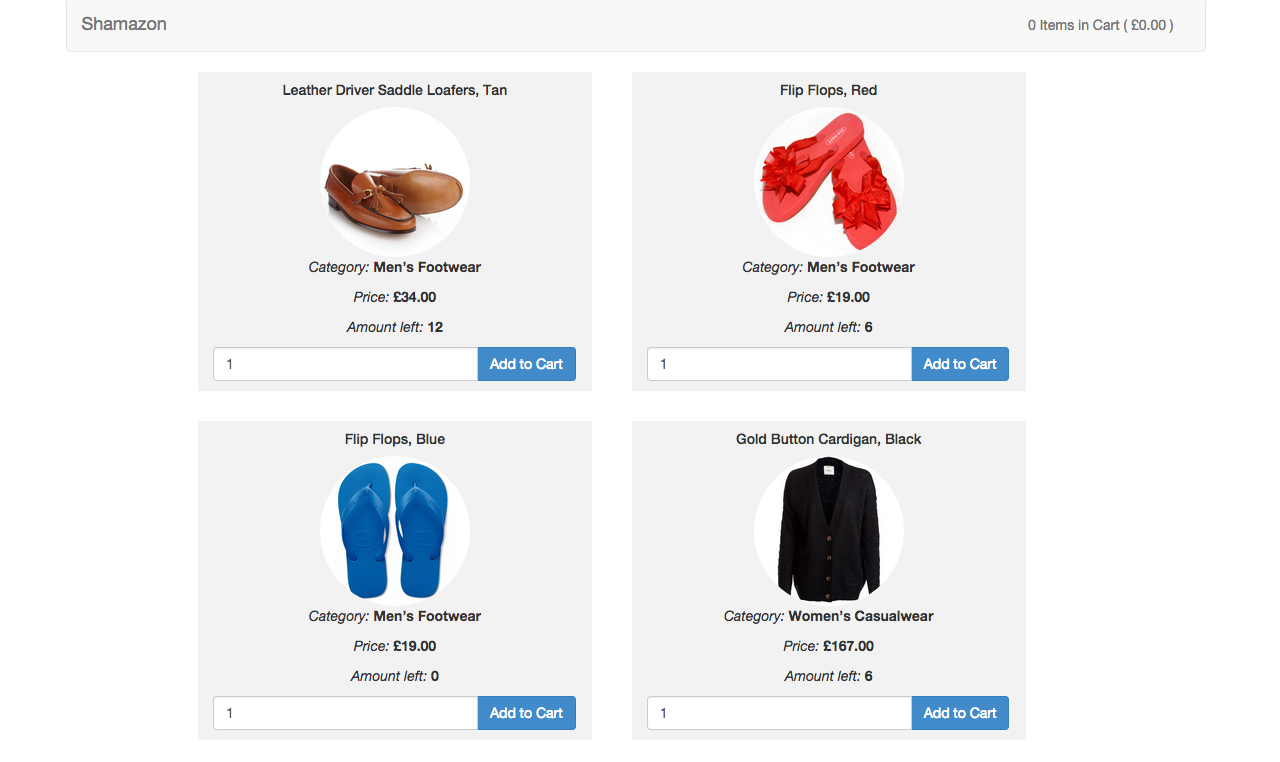 Shamazon
0 Items in Cart ( £0.00 )
Leather Driver Saddle Loafers, Tan
Category: Men’s Footwear
Price: £34.00
Amount left: 12
1
Add to Cart
Flip Flops, Red
Category: Men’s Footwear
Price: £19.00
Amount left: 6
1
Add to Cart
Flip Flops, Blue
Category: Men’s Footwear
Price: £19.00
Amount left: 0
1
Add to Cart
Gold Button Cardigan, Black
Category: Women’s Casualwear
Price: £167.00
Amount left: 6
1
Add to Cart